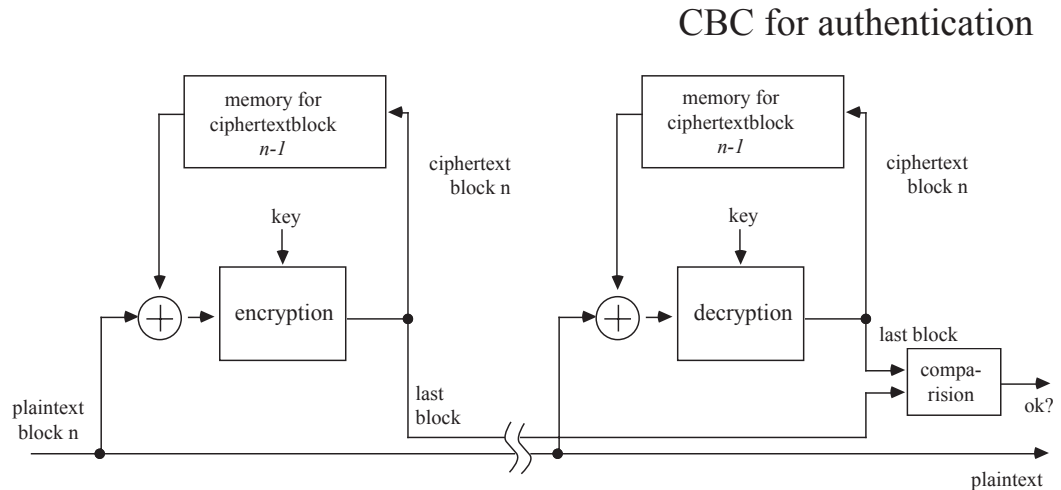 CBC for authentication
memory for
ciphertextblock
n-1
ciphertext
block n
key
encryption
last
block
plaintext
block n
memory for
ciphertextblock
n-1
ciphertext
block n
key
decryption
last block
compa-
rision
ok?
plaintext